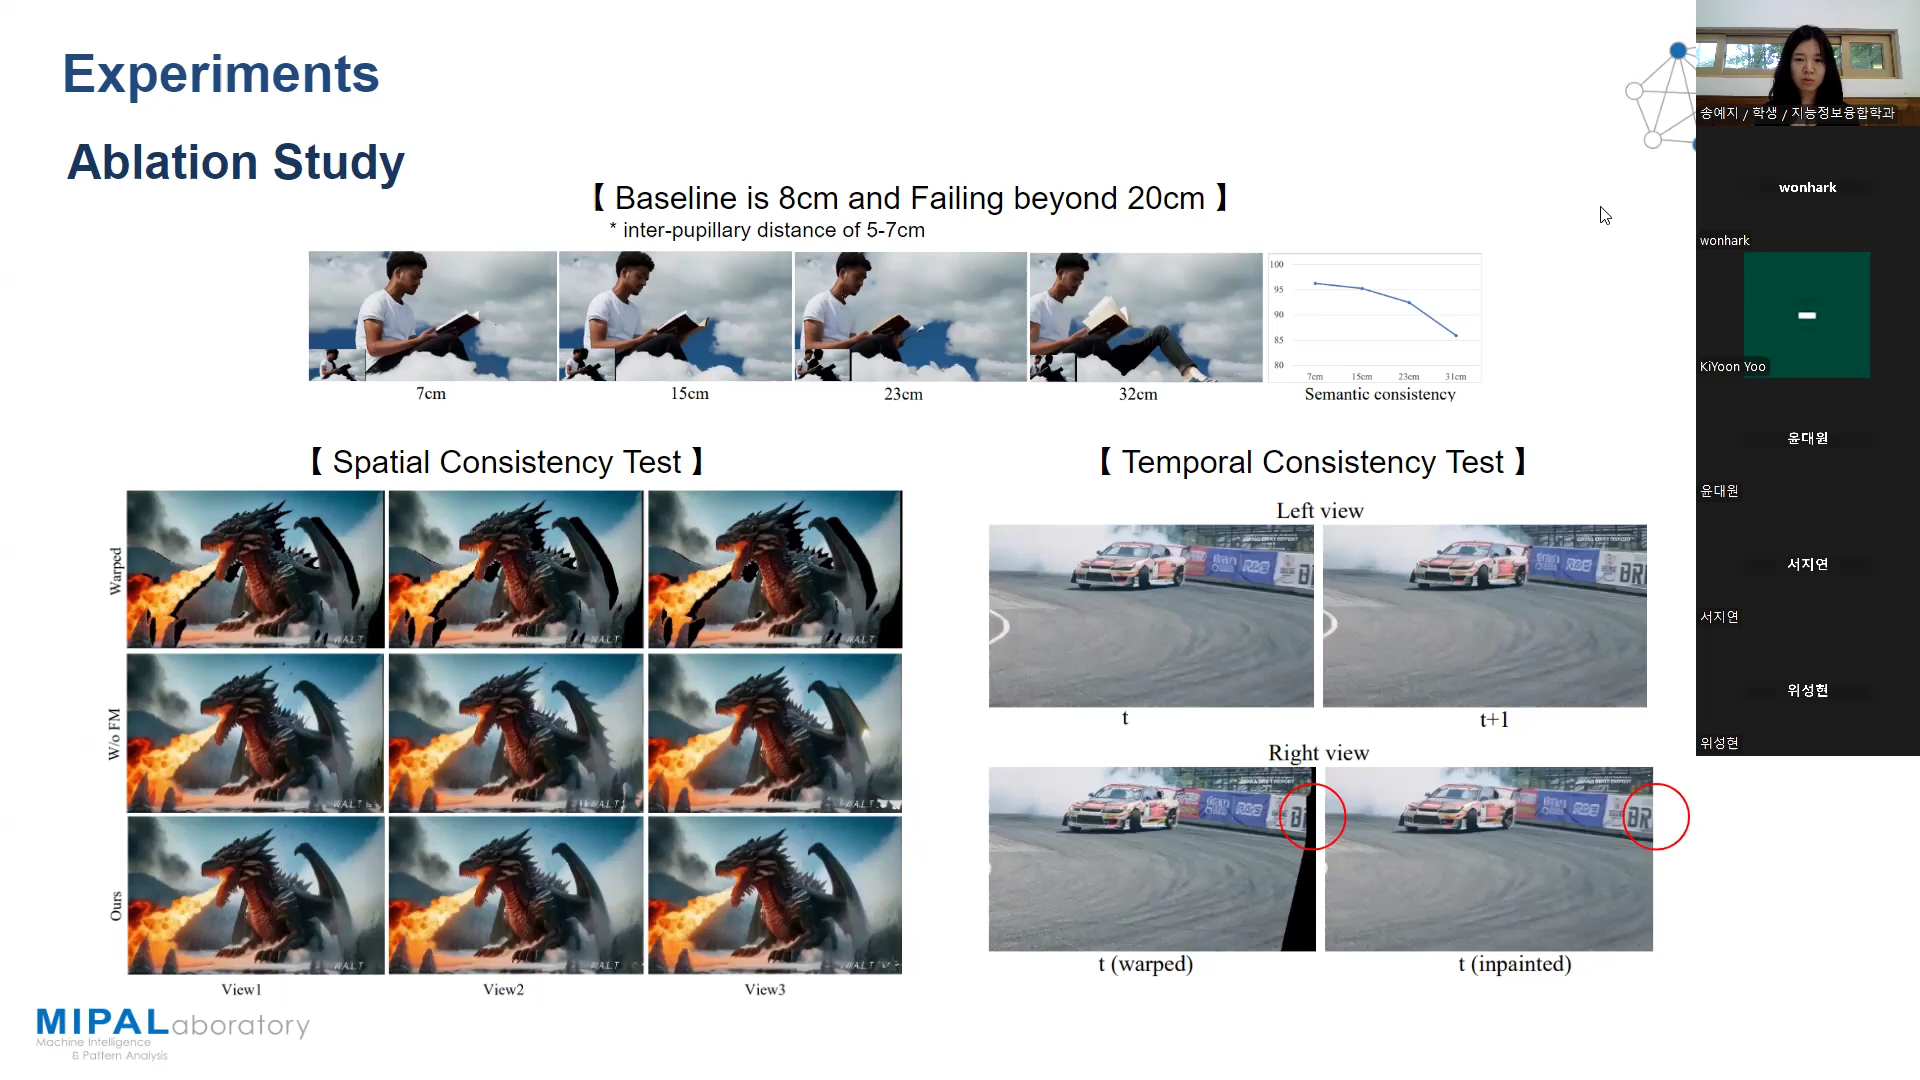 Experiments
Ablation Study
【 Baseline is 8cm and Failing beyond 20cm 】
* inter-pupillary distance of 5-7cm
7cm
15cm
23cm
32cm
100
95
90
85
80
7cm
15cm
23cm
31cm
Semantic consistency
【 Spatial Consistency Test 】
Warped
W/o FM
Ours
W.A.L.T
W.A.L.T
W.A.L.T
W.A.L.T
W.A.L.T
W.A.L.T
W.A.L.T
W.A.L.T
W.A.L.T
View1
View2
View3
【 Temporal Consistency Test 】
Left view
BR
BR
t
t+1
Right view
BR
BR
t (warped)
t (inpainted)
MIPALaboratory
Machine Intelligence
& Pattern Analysis
송예지 / 학생 / 지능정보융합학과
wonhark
wonhark
KiYoon Yoo
윤대원
윤대원
서지연
서지연
위성현
위성현